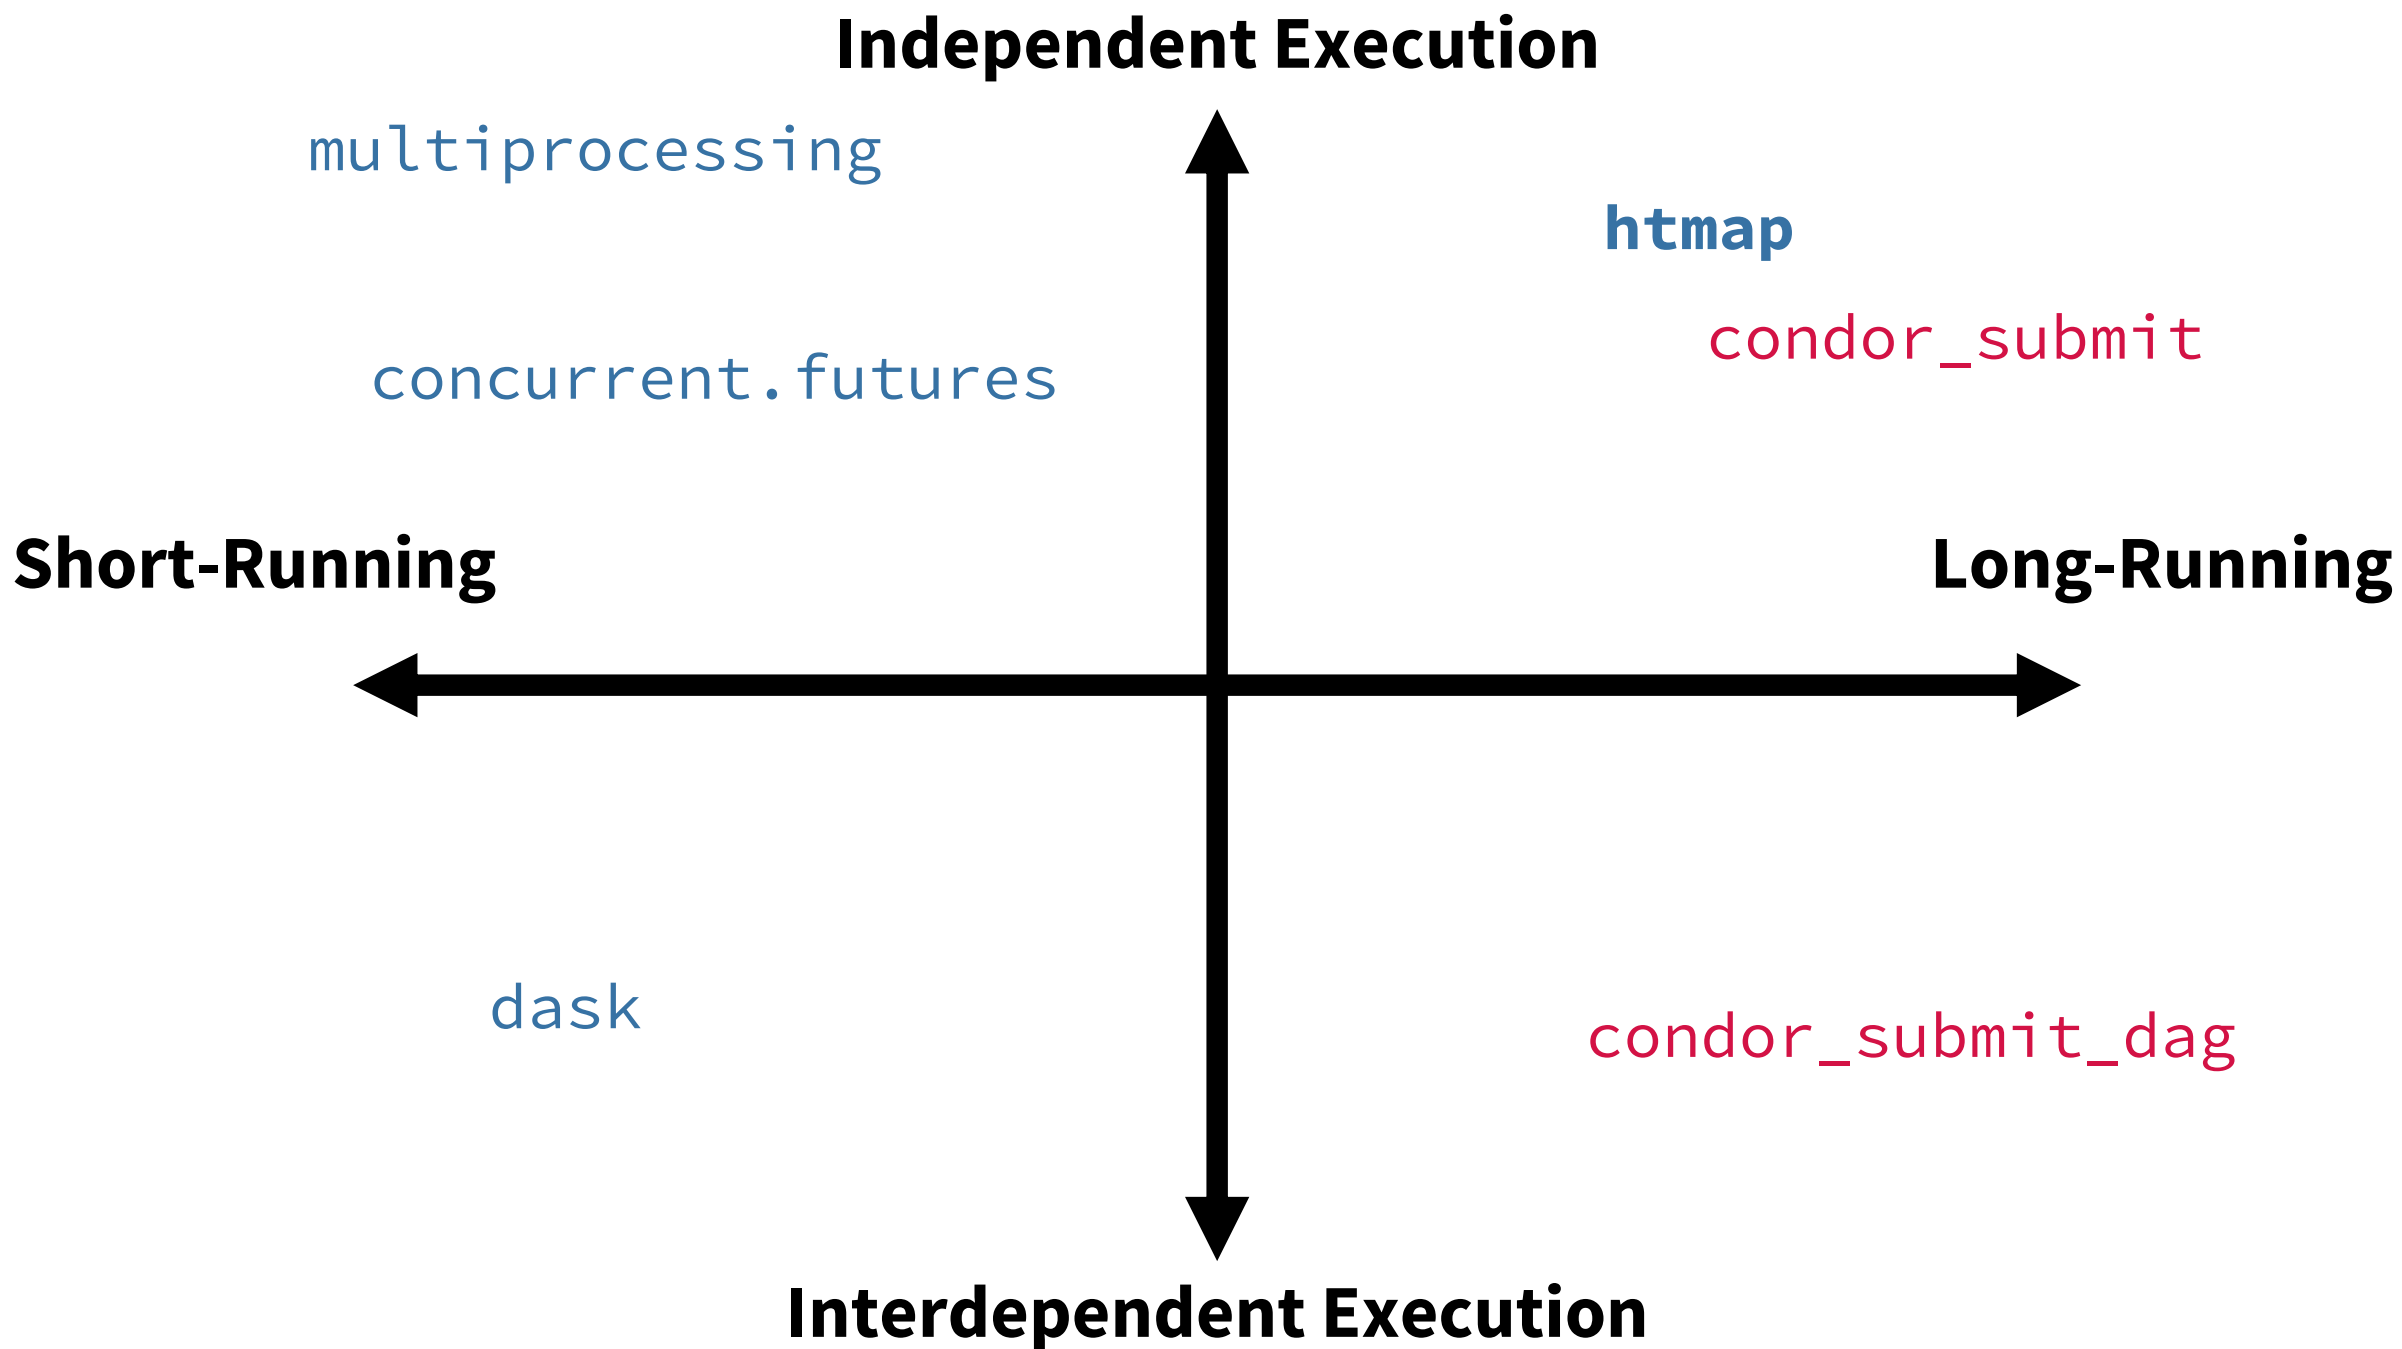 Independent Execution
multiprocessing
htmap
condor_submit
concurrent.futures
Short-Running
Long-Running
dask
condor_submit_dag
Interdependent Execution